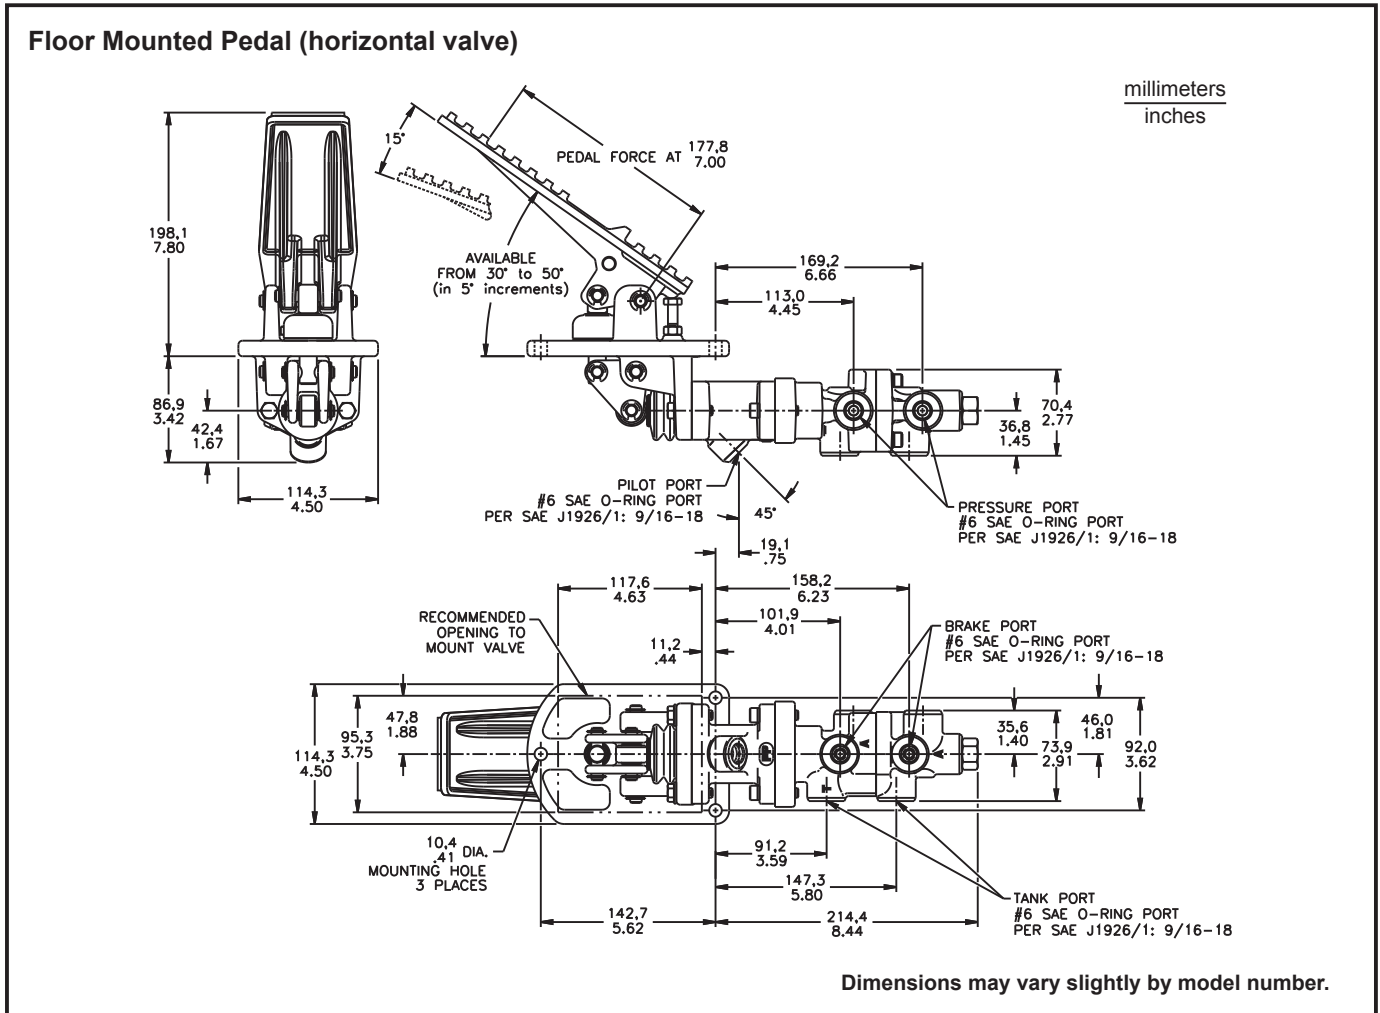 Floor Mounted Pedal (horizontal valve)
millimeters
inches
15°
PEDAL FORCE AT 177,8
7.00
198,1
7.80
AVAILABLE
FROM 30° to 50°
(in 5° increments)
169,2
6.66
113,0
4.45
86,9
3.42
42,4
1.67
114,3
4.50
70,4
2.77
36,8
1.45
PILOT PORT
#6 SAE O-RING PORT
PER SAE J1926/1: 9/16-18
45°
PRESSURE PORT
#6 SAE O-RING PORT
PER SAE J1926/1: 9/16-18
19,1
.75
117,6
4.63
158,2
6.23
RECOMMENDED
OPENING TO
MOUNT VALVE
11,2
.44
101,9
4.01
BRAKE PORT
#6 SAE O-RING PORT
PER SAE J1926/1: 9/16-18
114,3
4.50
95,3
3.75
47,8
1.88
35,6
1.40
73,9
2.91
46,0
1.81
92,0
3.62
A
A
T
10,4
.41 DIA.
MOUNTING HOLE
3 PLACES
91,2
3.59
147,3
5.80
142,7
5.62
214,4
8.44
TANK PORT
#6 SAE O-RING PORT
PER SAE J1926/1: 9/16-18
Dimensions may vary slightly by model number.